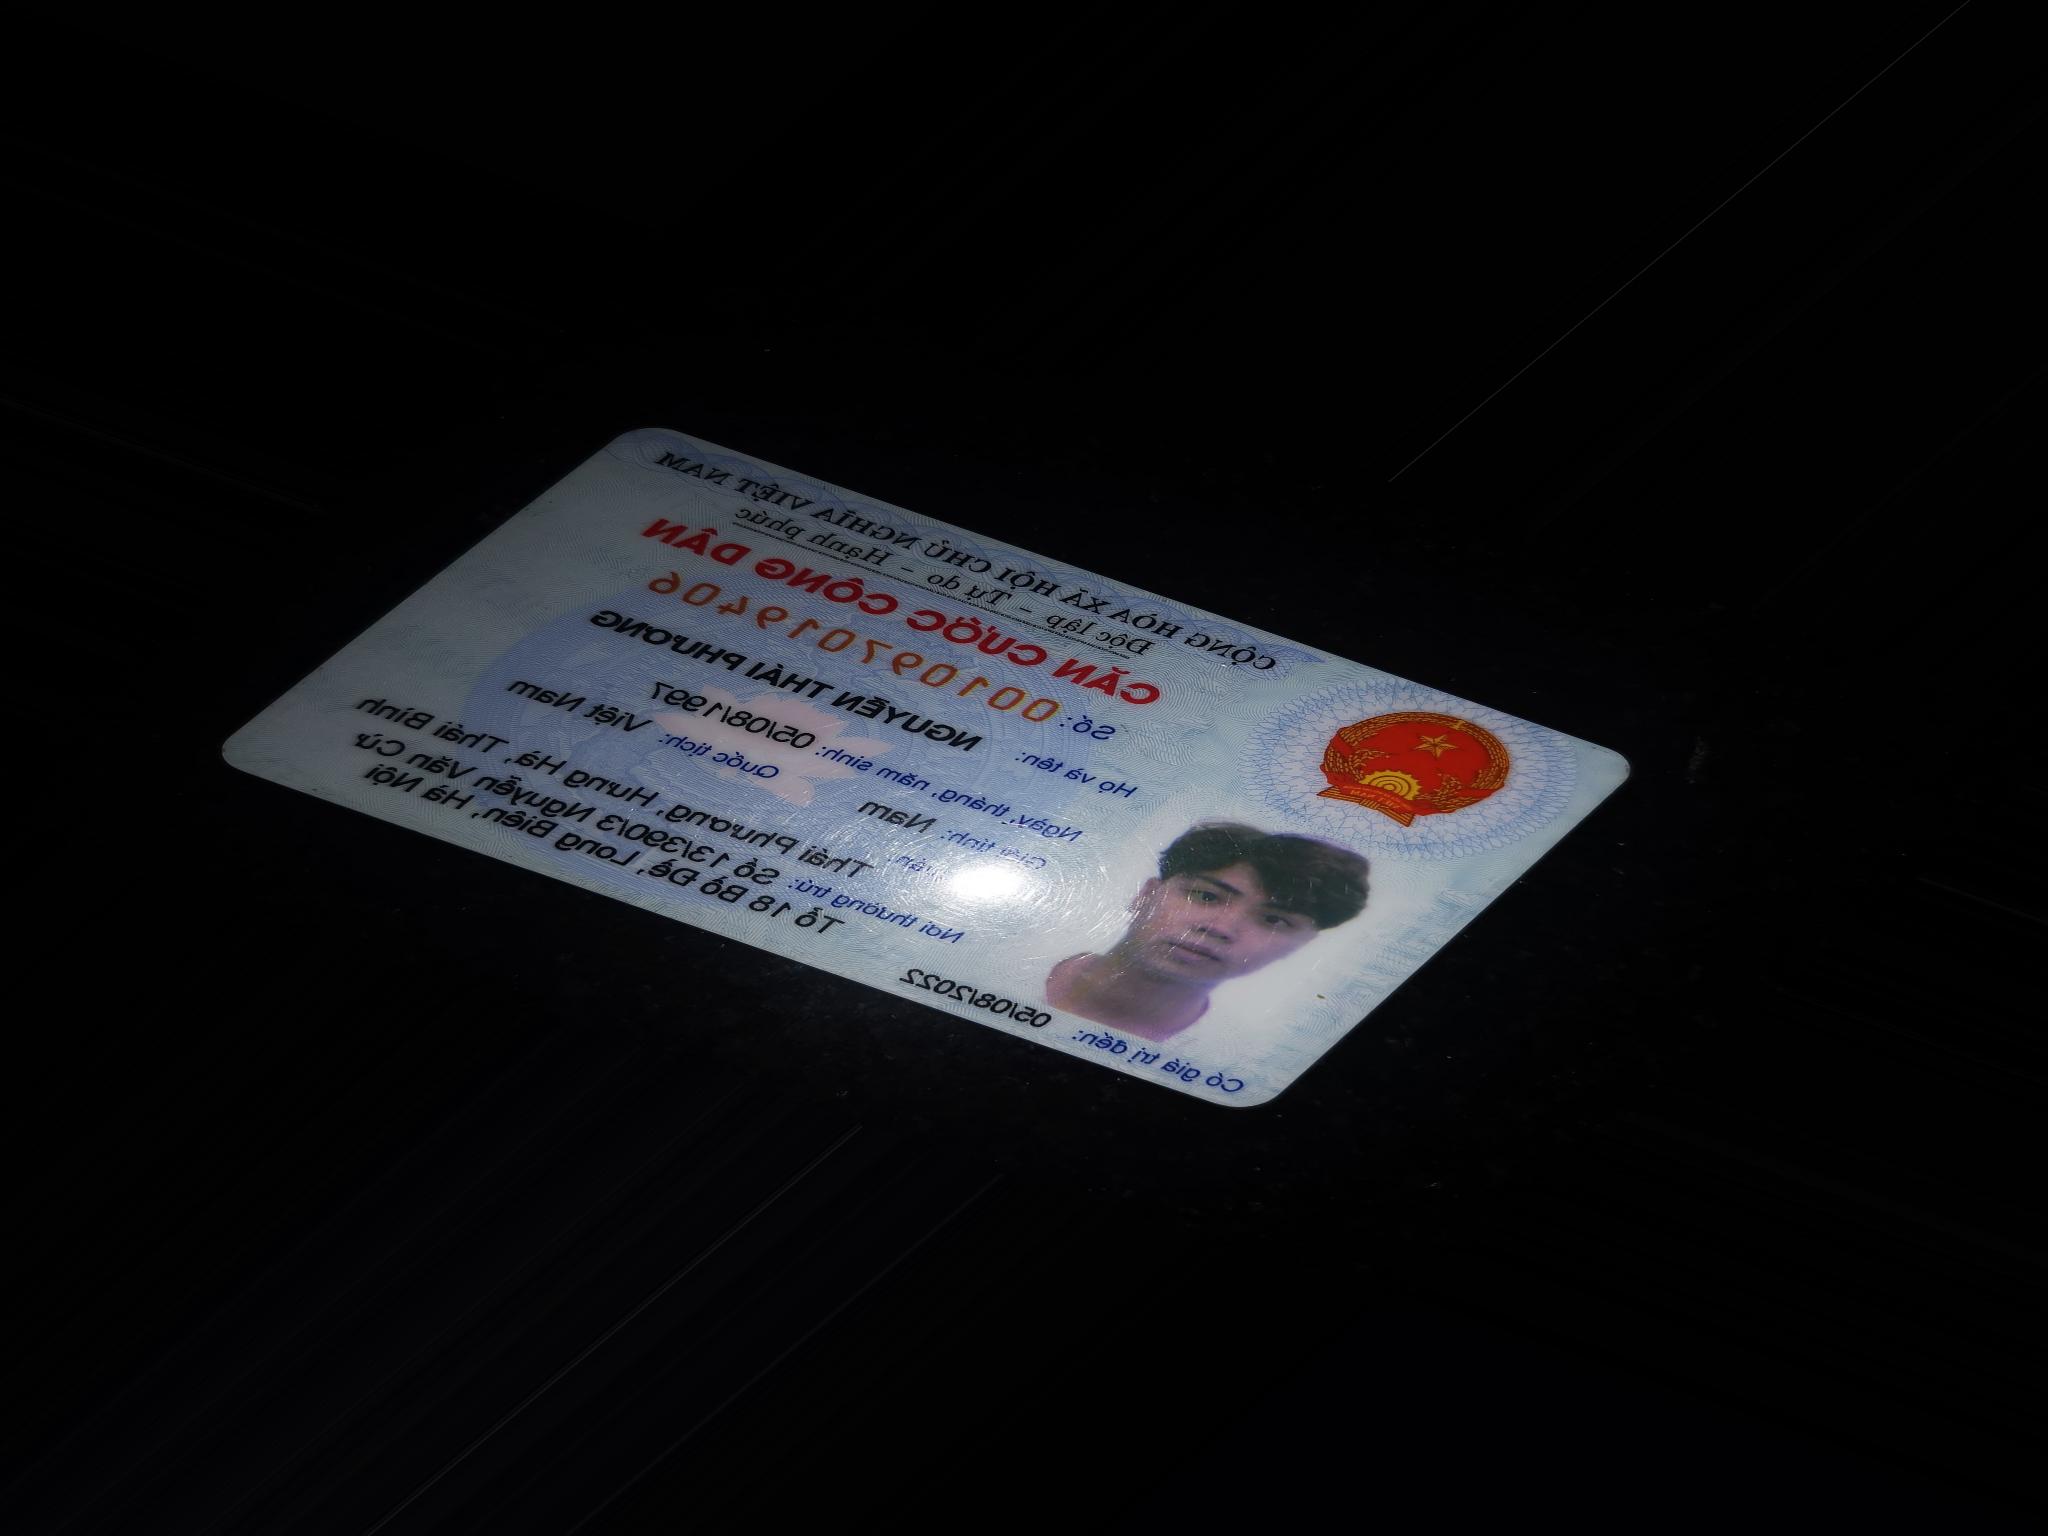 CỘNG HÒA XÃ HỘI CHỦ NGHĨA VIỆT NAM
Độc lập - Tự do - Hạnh phúc
CĂN CƯỚC CÔNG DÂN
Số: 001097019406
Họ và tên: NGUYỄN THÁI PHƯƠNG
Ngày, tháng, năm sinh: 05/08/1997
Giới tính: Nam Quốc tịch: Việt Nam
Thái Phương, Hưng Hà, Thái Bình
Nơi thường trú: Số 13/390/3 Nguyễn Văn Cừ
Tổ 18 Bồ Đề, Long Biên, Hà Nội
Có giá trị đến: 05/08/2022